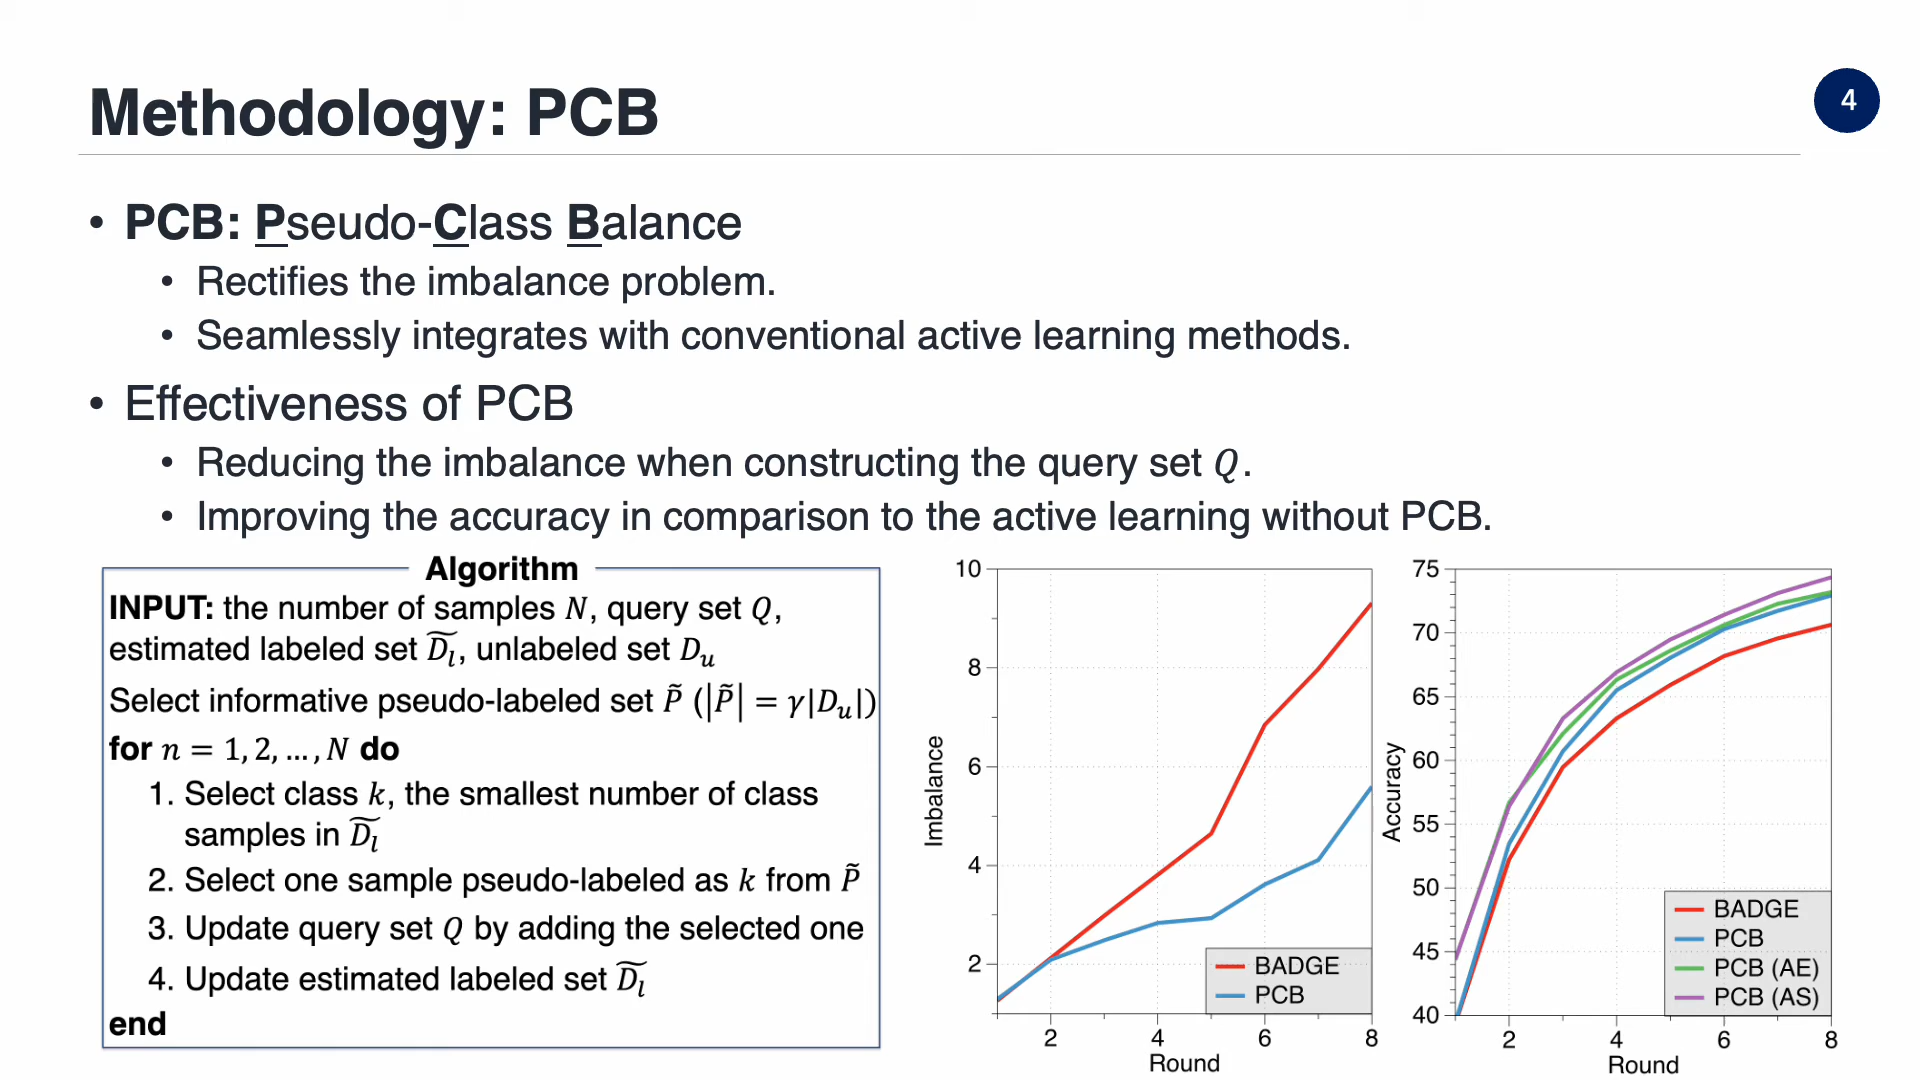 Methodology: PCB
4
• PCB: Pseudo-Class Balance
• Rectifies the imbalance problem.
• Seamlessly integrates with conventional active learning methods.
• Effectiveness of PCB
• Reducing the imbalance when constructing the query set Q.
• Improving the accuracy in comparison to the active learning without PCB.
Algorithm
INPUT: the number of samples N, query set Q,
estimated labeled set D̃_l, unlabeled set D_u
Select informative pseudo-labeled set P̃ (|P̃| = γ|D_u|)
for n = 1, 2, …, N do
1. Select class k, the smallest number of class
samples in D̃_l
2. Select one sample pseudo-labeled as k from P̃
3. Update query set Q by adding the selected one
4. Update estimated labeled set D̃_l
end
10
8
6
4
2
Imbalance
BADGE
PCB
2 4 6 8
Round
75
70
65
60
55
50
45
40
Accuracy
BADGE
PCB
PCB (AE)
PCB (AS)
2 4 6 8
Round